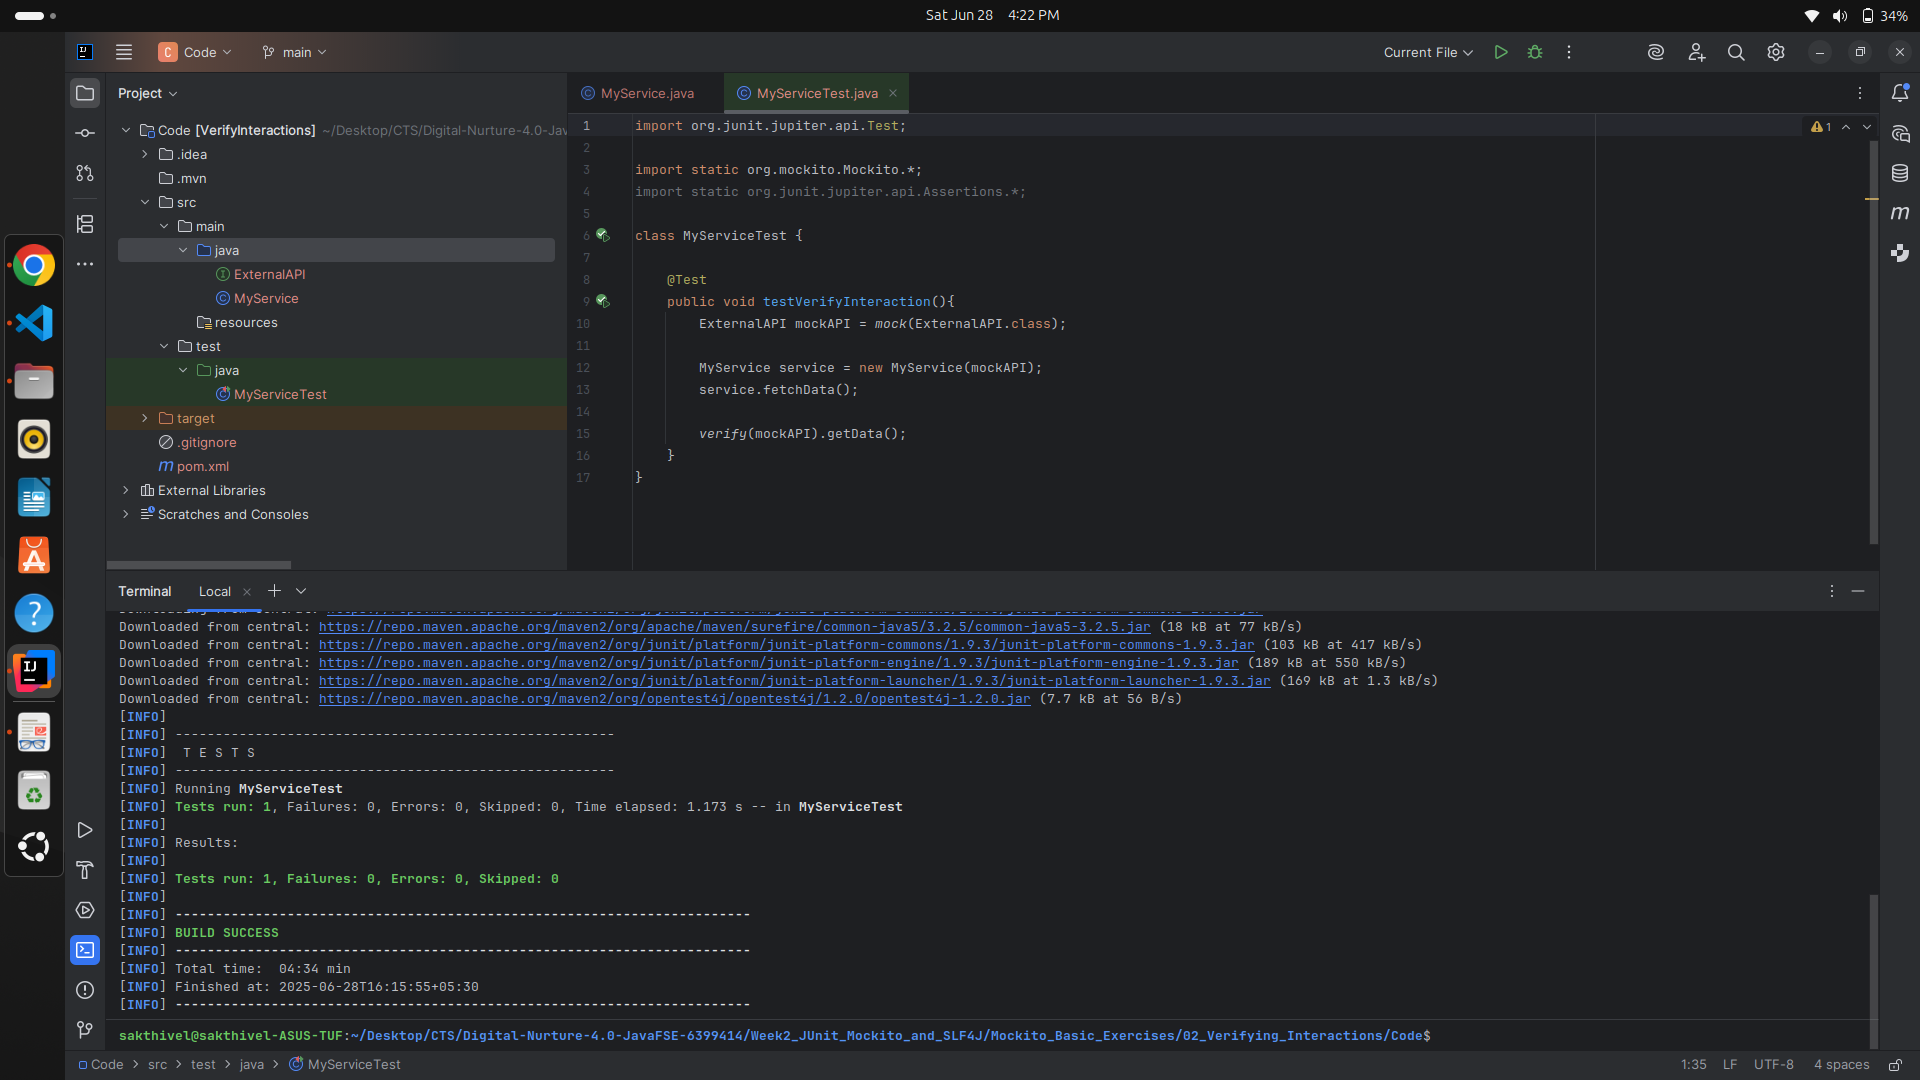 Sat Jun 28 4:22 PM
34%
C Code
main
Current File
Project
MyService.java
MyServiceTest.java
Code [VerifyInteractions] ~/Desktop/CTS/Digital-Nurture-4.0-Jav
.idea
.mvn
src
main
java
ExternalAPI
MyService
resources
test
java
MyServiceTest
target
.gitignore
pom.xml
External Libraries
Scratches and Consoles
1 import org.junit.jupiter.api.Test;
1
2
3 import static org.mockito.Mockito.*;
4 import static org.junit.jupiter.api.Assertions.*;
5
6 class MyServiceTest {
7
8 @Test
9 public void testVerifyInteraction(){
10 ExternalAPI mockAPI = mock(ExternalAPI.class);
11
12 MyService service = new MyService(mockAPI);
13 service.fetchData();
14
15 verify(mockAPI).getData();
16 }
17 }
Terminal Local
Downloaded from central: https://repo.maven.apache.org/maven2/org/apache/maven/surefire/common-java5/3.2.5/common-java5-3.2.5.jar (18 kB at 77 kB/s)
Downloaded from central: https://repo.maven.apache.org/maven2/org/junit/platform/junit-platform-commons/1.9.3/junit-platform-commons-1.9.3.jar (103 kB at 417 kB/s)
Downloaded from central: https://repo.maven.apache.org/maven2/org/junit/platform/junit-platform-engine/1.9.3/junit-platform-engine-1.9.3.jar (189 kB at 550 kB/s)
Downloaded from central: https://repo.maven.apache.org/maven2/org/junit/platform/junit-platform-launcher/1.9.3/junit-platform-launcher-1.9.3.jar (169 kB at 1.3 kB/s)
Downloaded from central: https://repo.maven.apache.org/maven2/org/opentest4j/opentest4j/1.2.0/opentest4j-1.2.0.jar (7.7 kB at 56 B/s)
[INFO]
[INFO] -------------------------------------------------------
[INFO]  T E S T S
[INFO] -------------------------------------------------------
[INFO] Running MyServiceTest
[INFO] Tests run: 1, Failures: 0, Errors: 0, Skipped: 0, Time elapsed: 1.173 s -- in MyServiceTest
[INFO]
[INFO] Results:
[INFO]
[INFO] Tests run: 1, Failures: 0, Errors: 0, Skipped: 0
[INFO]
[INFO] ------------------------------------------------------------------------
[INFO] BUILD SUCCESS
[INFO] ------------------------------------------------------------------------
[INFO] Total time:  04:34 min
[INFO] Finished at: 2025-06-28T16:15:55+05:30
[INFO] ------------------------------------------------------------------------
sakthivel@sakthivel-ASUS-TUF:~/Desktop/CTS/Digital-Nurture-4.0-JavaFSE-6399414/Week2_JUnit_Mockito_and_SLF4J/Mockito_Basic_Exercises/02_Verifying_Interactions/Code$
Code > src > test > java > MyServiceTest
1:35 LF UTF-8 4 spaces